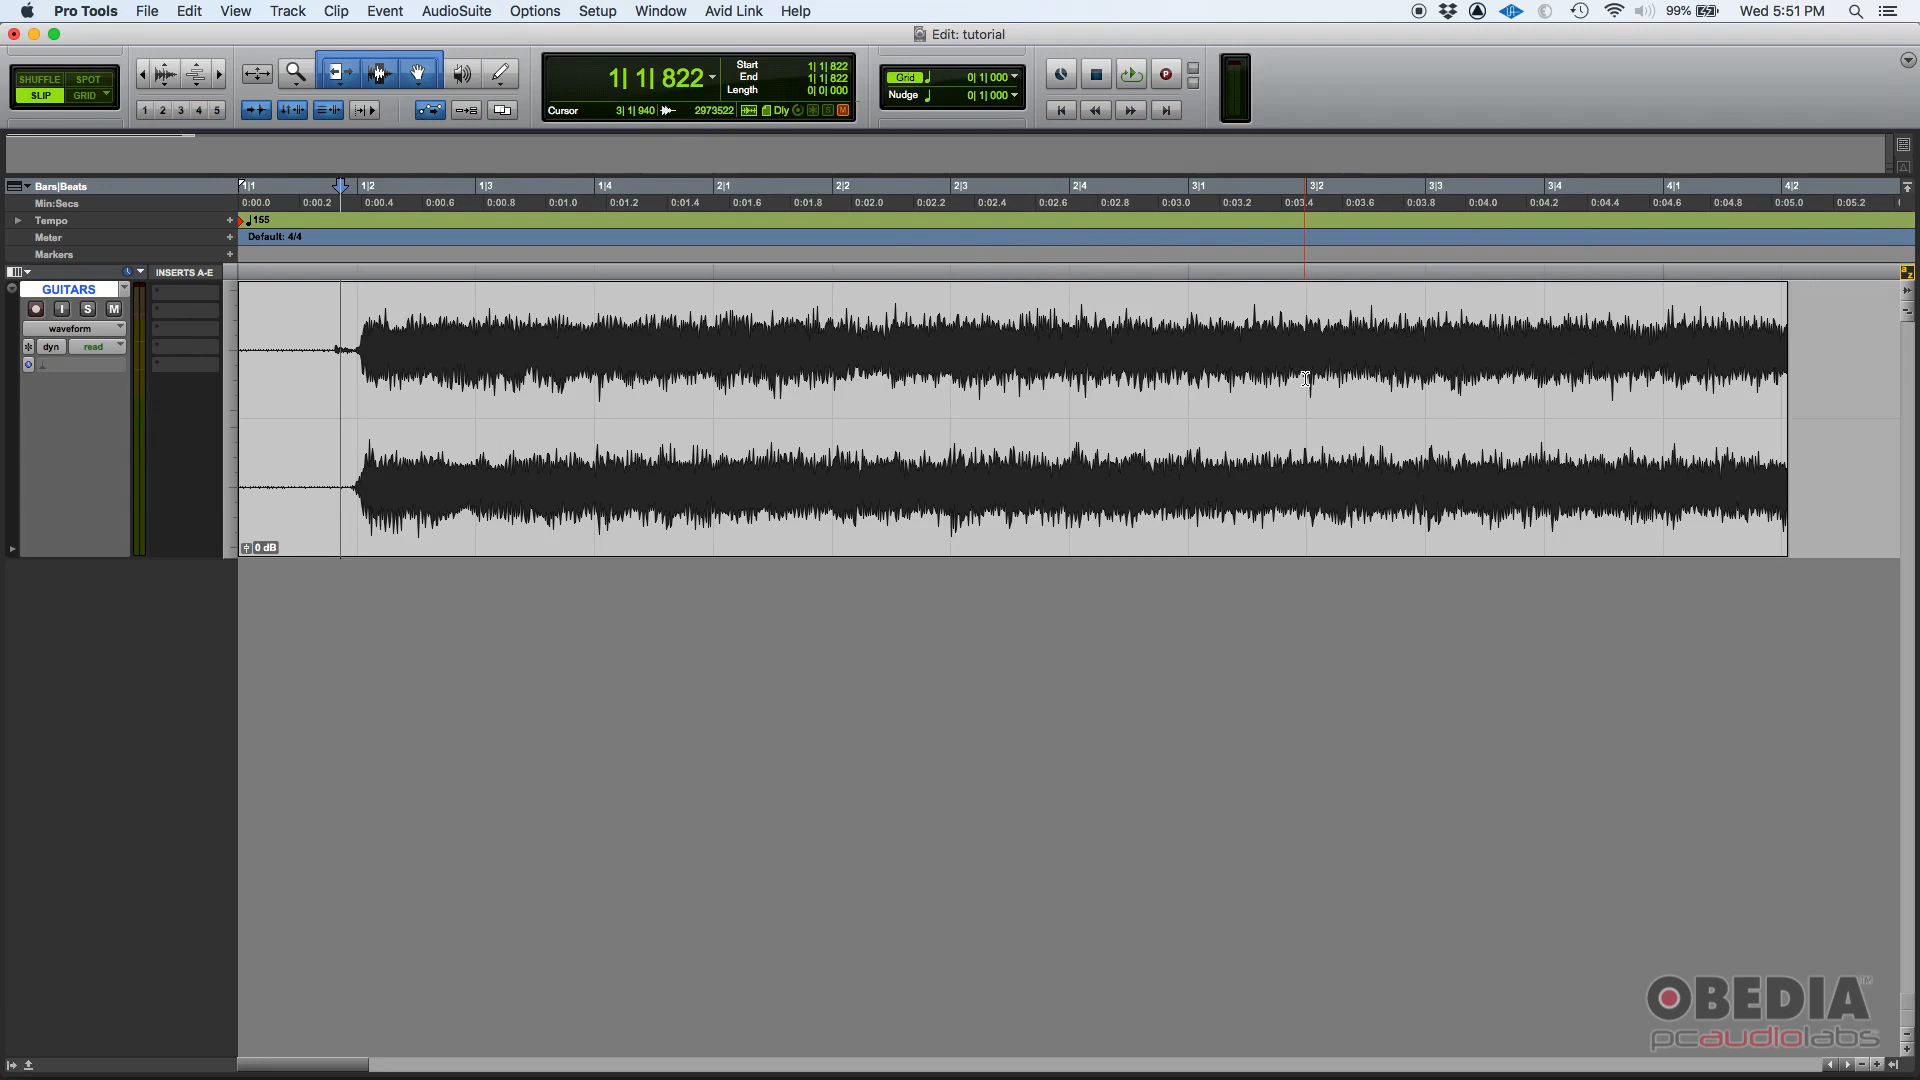 Pro Tools File Edit View Track Clip Event AudioSuite Options Setup Window Avid Link Help 99% Wed 5:51 PM
Edit: tutorial
SHUFFLE SPOT
SLIP GRID
1 2 3 4 5
1| 1| 822
Start 1| 1| 822
End 1| 1| 822
Length 0| 0| 000
Cursor 3| 1| 940 2973522 Dly S M
Grid 0| 1| 000
Nudge 0| 1| 000
Bars|Beats 1|1 1|2 1|3 1|4 2|1 2|2 2|3 2|4 3|1 3|2 3|3 3|4 4|1 4|2
Min:Secs 0:00.0 0:00.2 0:00.4 0:00.6 0:00.8 0:01.0 0:01.2 0:01.4 0:01.6 0:01.8 0:02.0 0:02.2 0:02.4 0:02.6 0:02.8 0:03.0 0:03.2 0:03.4 0:03.6 0:03.8 0:04.0 0:04.2 0:04.4 0:04.6 0:04.8 0:05.0 0:05.2
Tempo 155
Meter Default: 4/4
Markers
INSERTS A-E
a z
GUITARS
I S M
waveform
dyn read
0 dB
OBEDIA™
pcaudiolabs